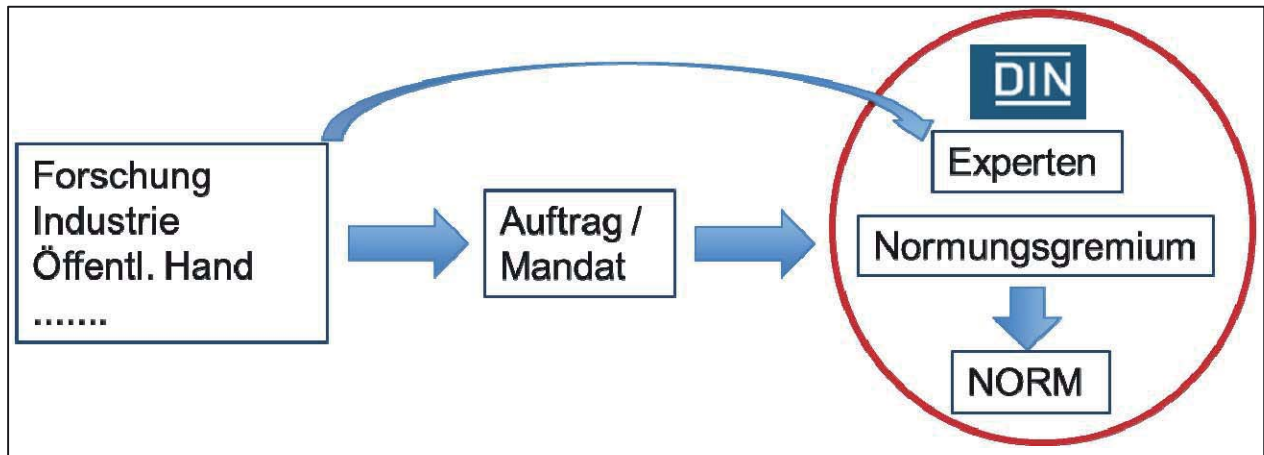 Forschung
Industrie
Öffentl. Hand
.......
Auftrag /
Mandat
DIN
Experten
Normungsgremium
NORM